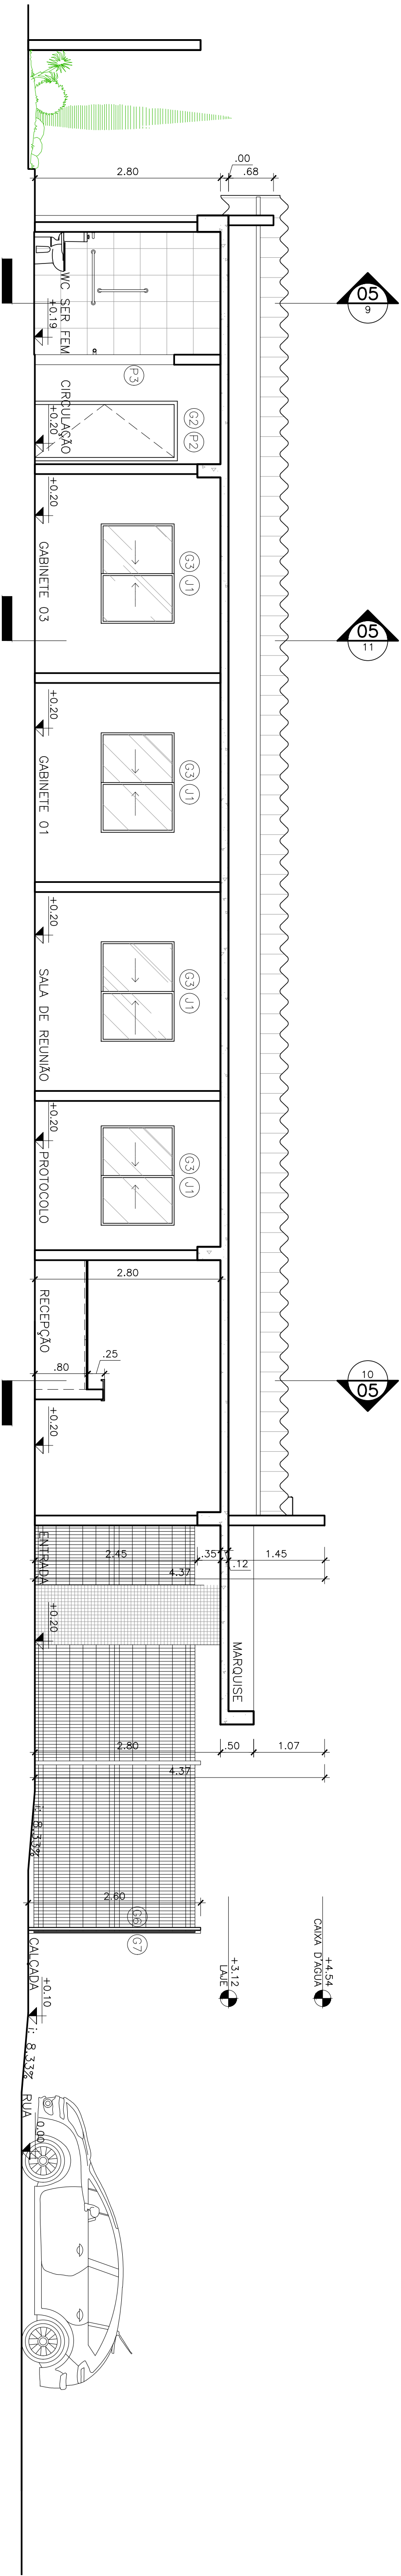 .00
.68
2.80
05
9
WC SER FEM
+0.19
P3
CIRCULAÇÃO
+0.20
G2
P2
+0.20
GABINETE 03
G3
J1
05
11
+0.20
GABINETE 01
G3
J1
+0.20
SALA DE REUNIÃO
G3
J1
+0.20
PROTOCOLO
G3
J1
2.80
RECEPÇÃO
.80
.25
+0.20
10
05
ENTRADA
2.45
.35
.12
1.45
4.37
+0.20
MARQUISE
2.80
.50
1.07
4.37
i: 8.33%
2.60
G6
G7
CALÇADA
+0.10
+3.12
LAJE
+4.54
CAIXA D'AGUA
i: 8.33%
RUA
0.00